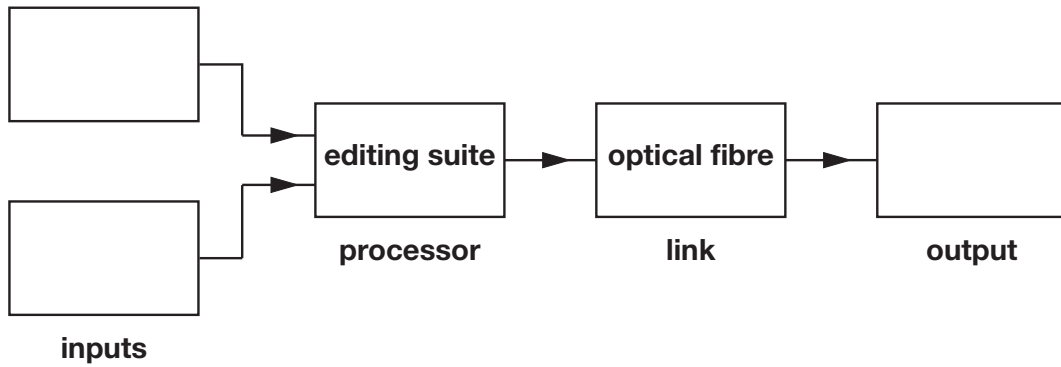 editing suite
optical fibre
processor
link
output
inputs